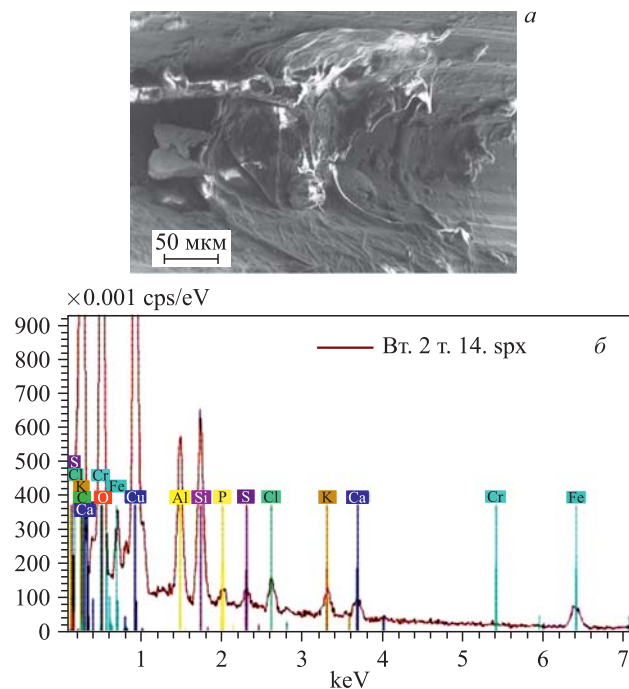 а
50 мкм
×0.001 cps/eV
Вт. 2 т. 14. spx
б
900
800
700
600
500
400
300
200
100
0
S
Cl Cr
K Fe
C O Cu Al Si P S Cl K Ca Cr Fe
Ca
1 2 3 4 5 6 7
keV